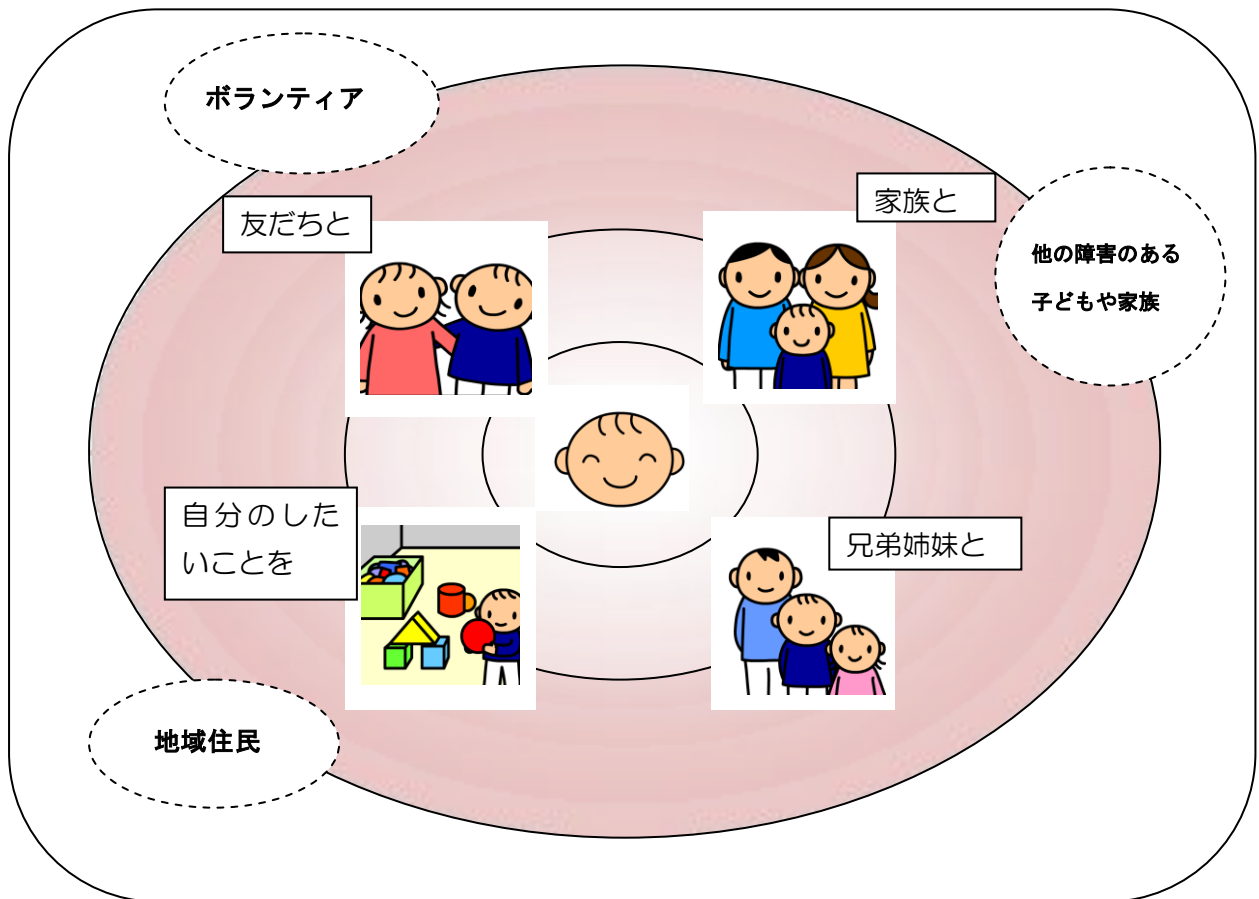 ボランティア
友だちと
家族と
他の障害のある
子どもや家族
自分のした
いことを
兄弟姉妹と
地域住民